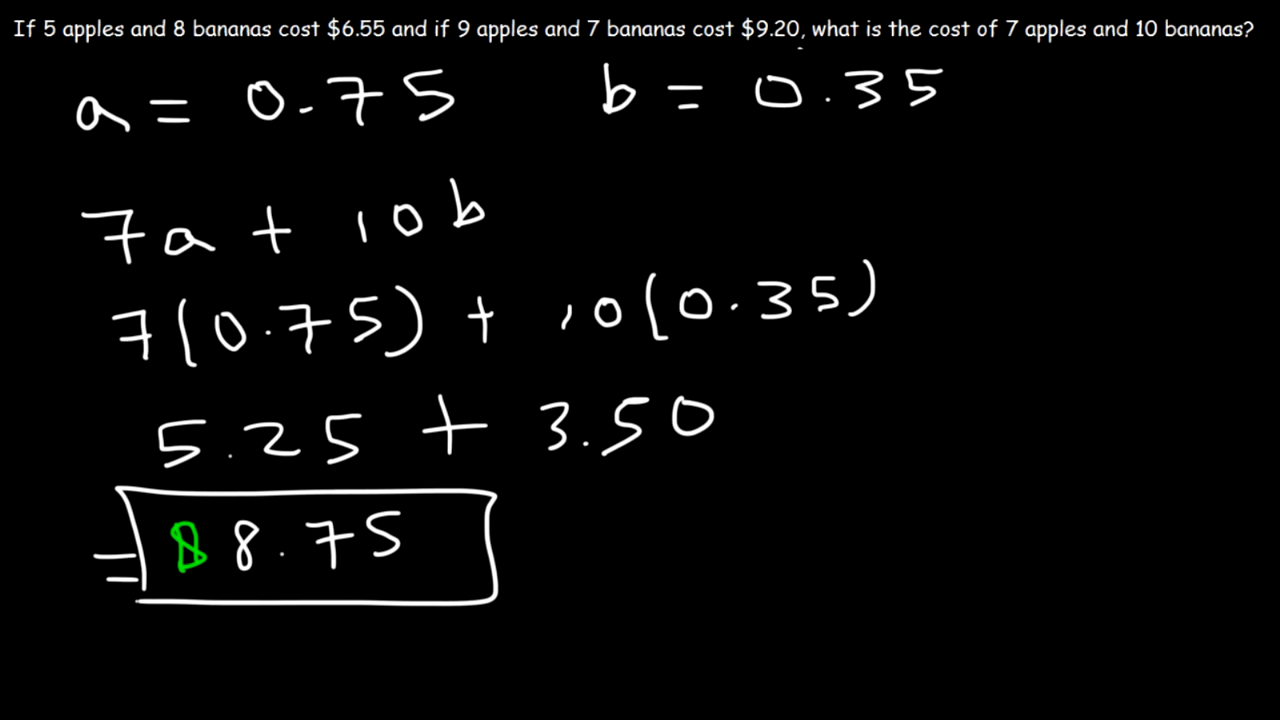 If 5 apples and 8 bananas cost $6.55 and if 9 apples and 7 bananas cost $9.20, what is the cost of 7 apples and 10 bananas?
a = 0.75 b = 0.35
7a + 10b
7(0.75) + 10(0.35)
5.25 + 3.50
= $8.75